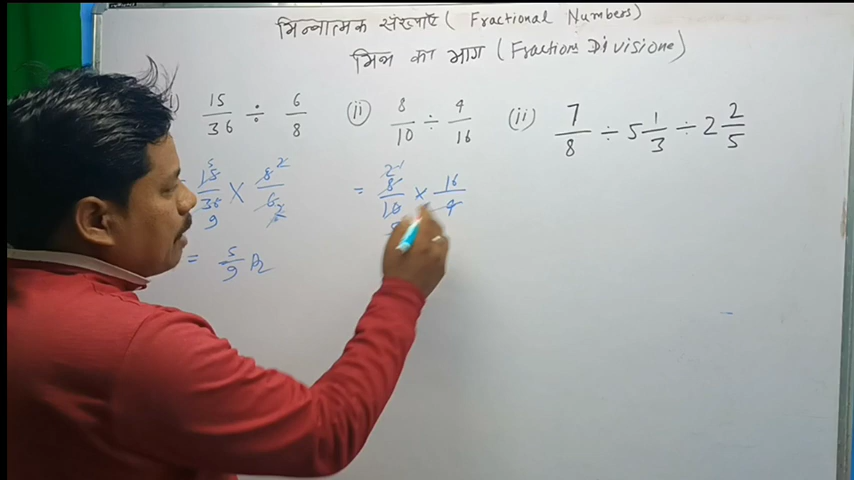 भिन्नात्मक संख्याएँ ( Fractional Numbers)
भिन्न का भाग (Fractions Divisione)
) 15/36 ÷ 6/8 (ii) 8/10 ÷ 4/16 (ii) 7/8 ÷ 5 1/3 ÷ 2 2/5
15/36 × 8/6 = 8/10 × 16/4
= 5/9